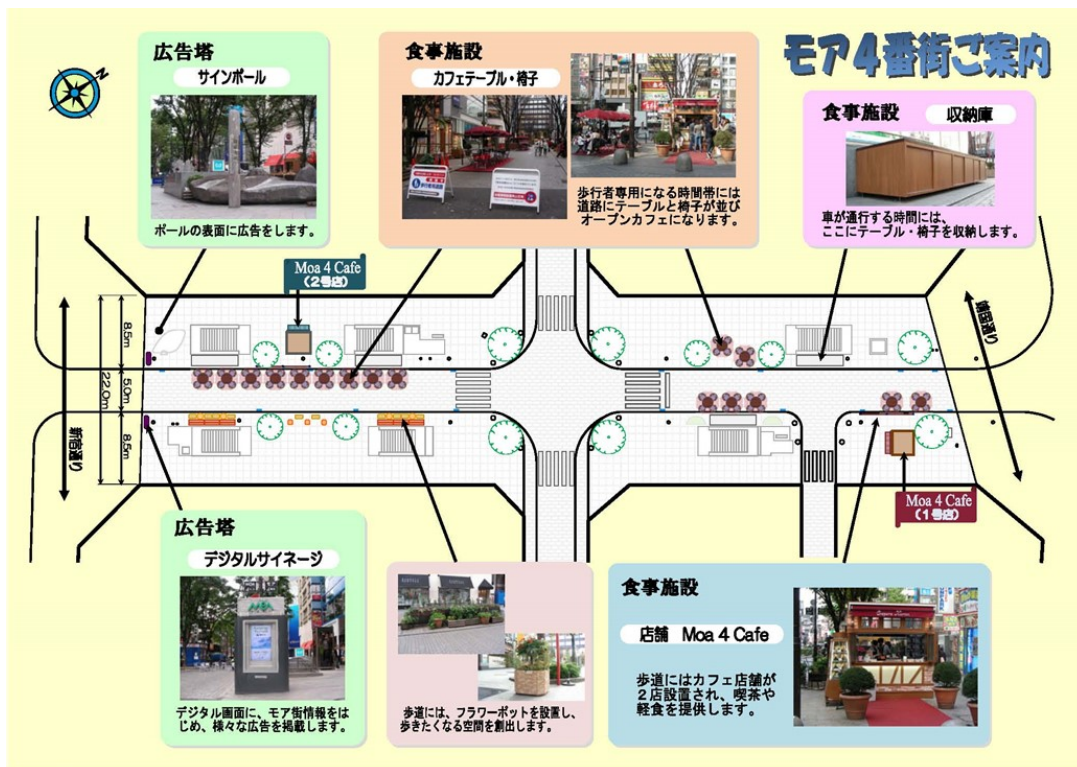 モア4番街ご案内
N
広告塔
サインポール
ポールの表面に広告をします。
食事施設
カフェテーブル・椅子
歩行者専用になる時間帯には
道路にテーブルと椅子が並び
オープンカフェになります。
食事施設
収納庫
車が通行する時間には、
ここにテーブル・椅子を収納します。
Moa 4 Cafe
(2号店)
靖国通り
8.5m
5.0m
22.0m
8.5m
新宿通り
Moa 4 Cafe
(1号店)
広告塔
デジタルサイネージ
デジタル画面に、モア街情報をは
じめ、様々な広告を掲載します。
歩道には、フラワーポットを設置し、
歩きたくなる空間を創出します。
食事施設
店舗 Moa 4 Cafe
歩道にはカフェ店舗が
2店設置され、喫茶や
軽食を提供します。